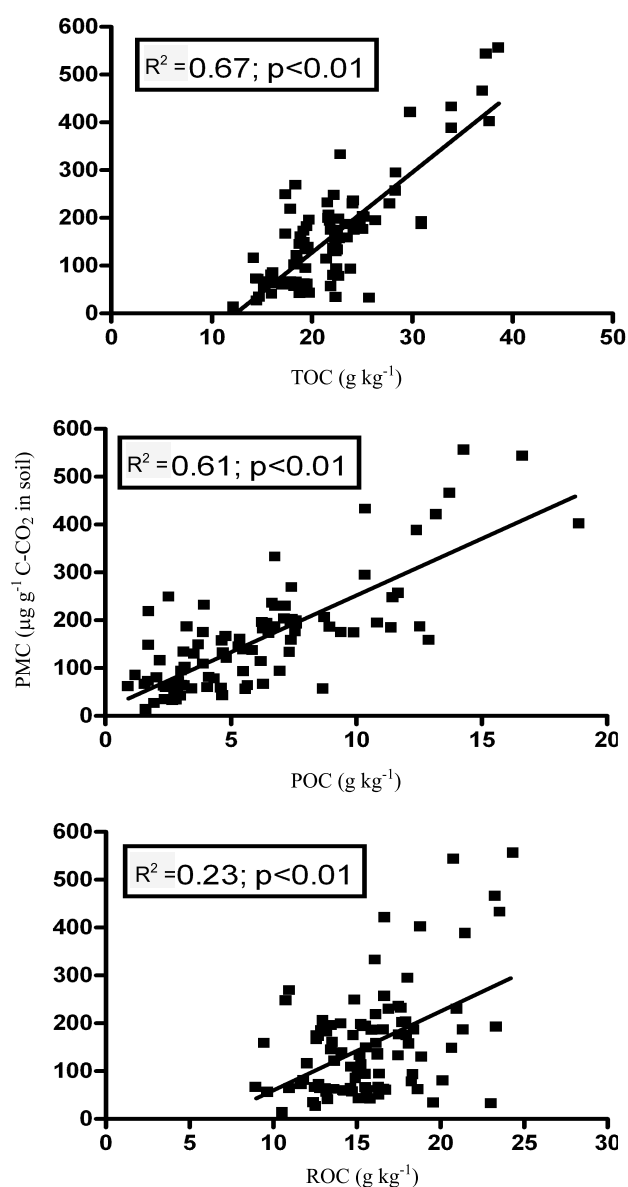 600
500
400
300
200
100
0
R² = 0.67; p<0.01
0 10 20 30 40 50
TOC (g kg⁻¹)
600
500
400
300
200
100
0
R² = 0.61; p<0.01
0 5 10 15 20
POC (g kg⁻¹)
PMC (µg g⁻¹ C-CO₂ in soil)
600
500
400
300
200
100
0
R² = 0.23; p<0.01
0 5 10 15 20 25 30
ROC (g kg⁻¹)